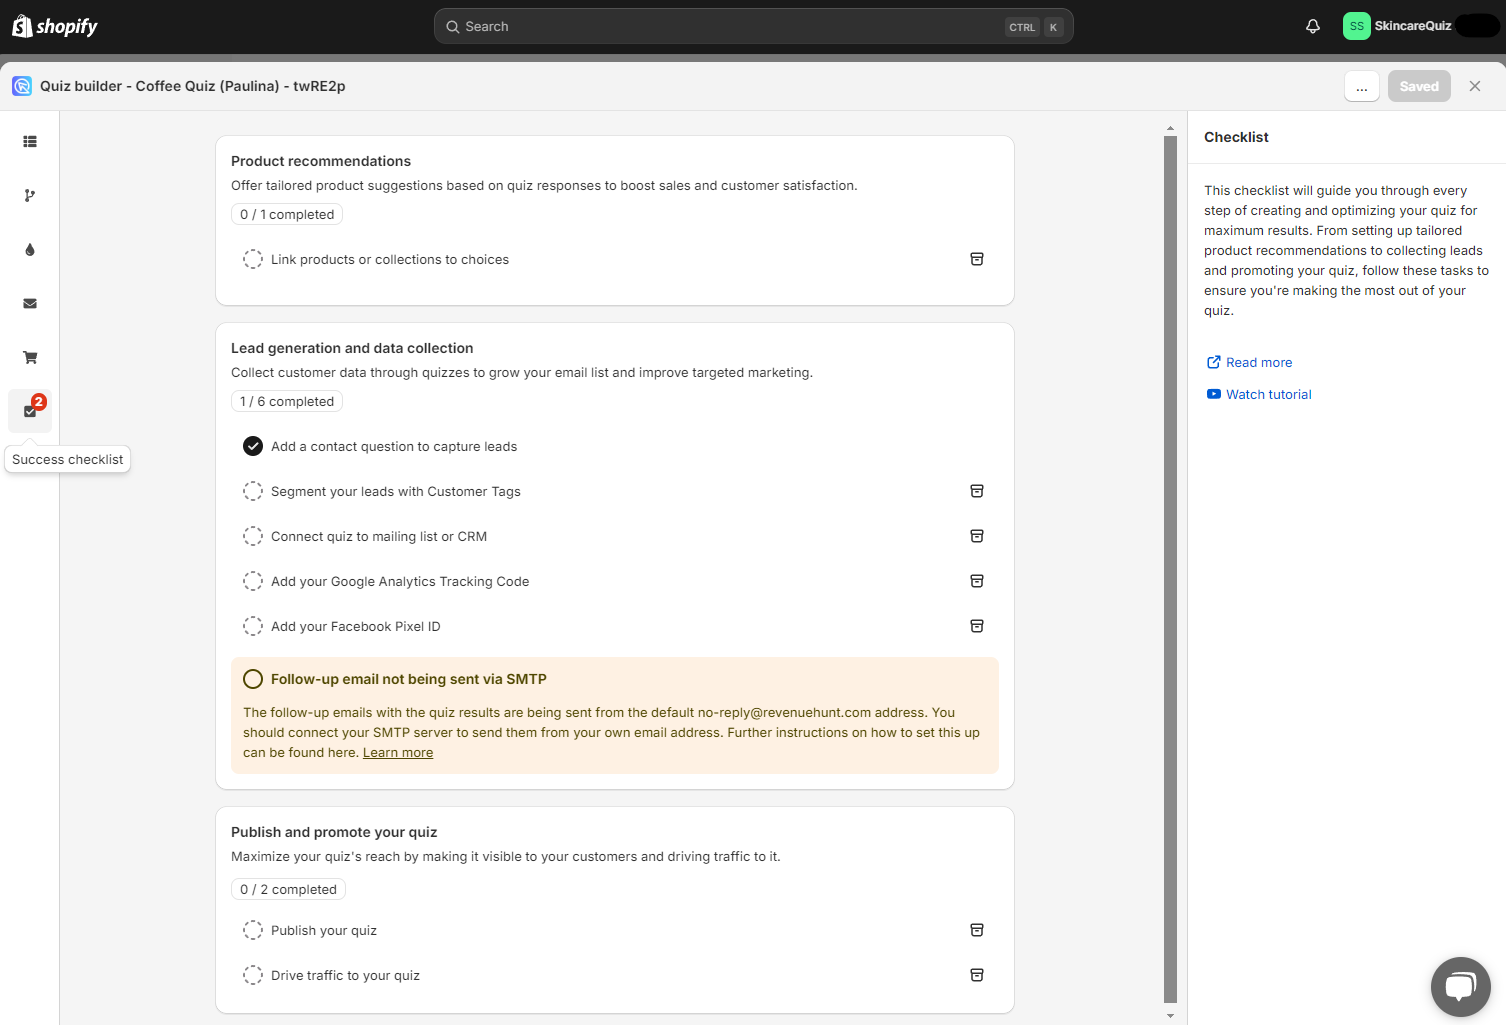 shopify
Search
CTRL K
SS SkincareQuiz
Quiz builder - Coffee Quiz (Paulina) - twRE2p
...
Saved
Product recommendations
Offer tailored product suggestions based on quiz responses to boost sales and customer satisfaction.
0 / 1 completed
Link products or collections to choices
Lead generation and data collection
Collect customer data through quizzes to grow your email list and improve targeted marketing.
1 / 6 completed
Add a contact question to capture leads
Segment your leads with Customer Tags
Connect quiz to mailing list or CRM
Add your Google Analytics Tracking Code
Add your Facebook Pixel ID
Follow-up email not being sent via SMTP
The follow-up emails with the quiz results are being sent from the default no-reply@revenuehunt.com address. You
should connect your SMTP server to send them from your own email address. Further instructions on how to set this up
can be found here. Learn more
Publish and promote your quiz
Maximize your quiz's reach by making it visible to your customers and driving traffic to it.
0 / 2 completed
Publish your quiz
Drive traffic to your quiz
2
Success checklist
Checklist
This checklist will guide you through every
step of creating and optimizing your quiz for
maximum results. From setting up tailored
product recommendations to collecting leads
and promoting your quiz, follow these tasks to
ensure you're making the most out of your
quiz.
Read more
Watch tutorial